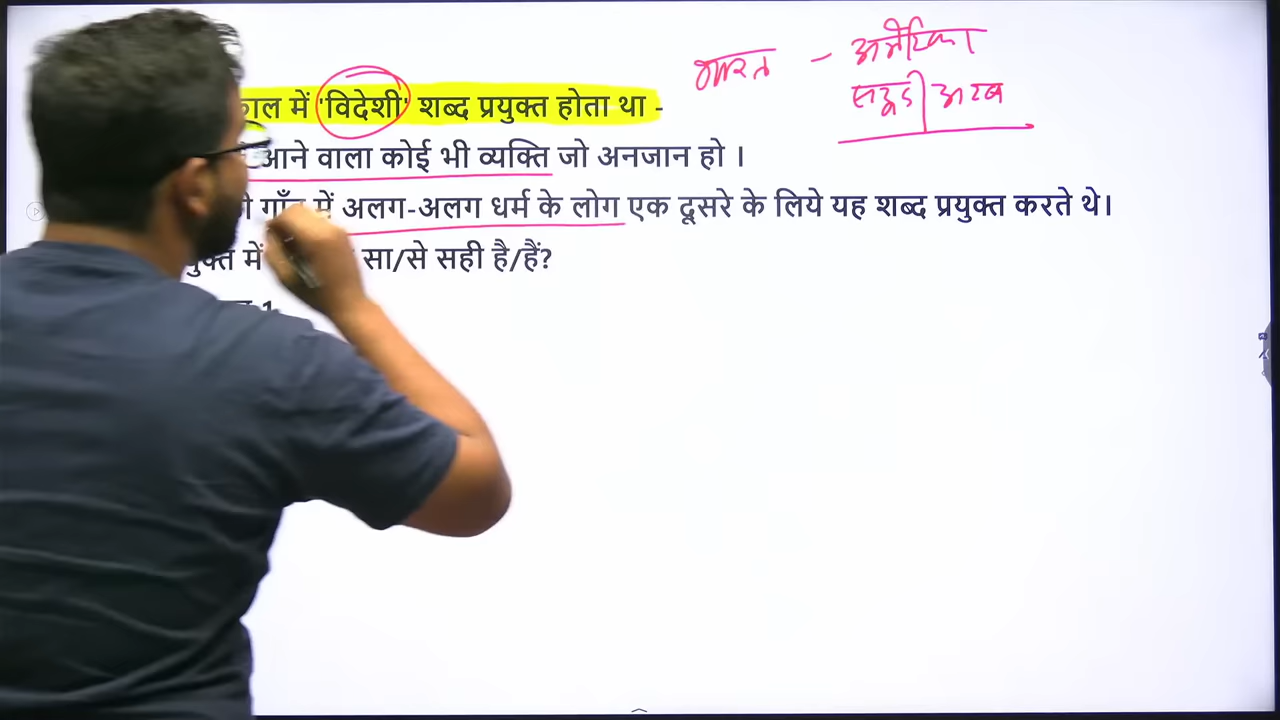 भारत - अमेरिका
सऊदी अरब
काल में 'विदेशी' शब्द प्रयुक्त होता था -
आने वाला कोई भी व्यक्ति जो अनजान हो ।
गाँव में अलग-अलग धर्म के लोग एक दूसरे के लिये यह शब्द प्रयुक्त करते थे।
में सा/से सही है/हैं?
1